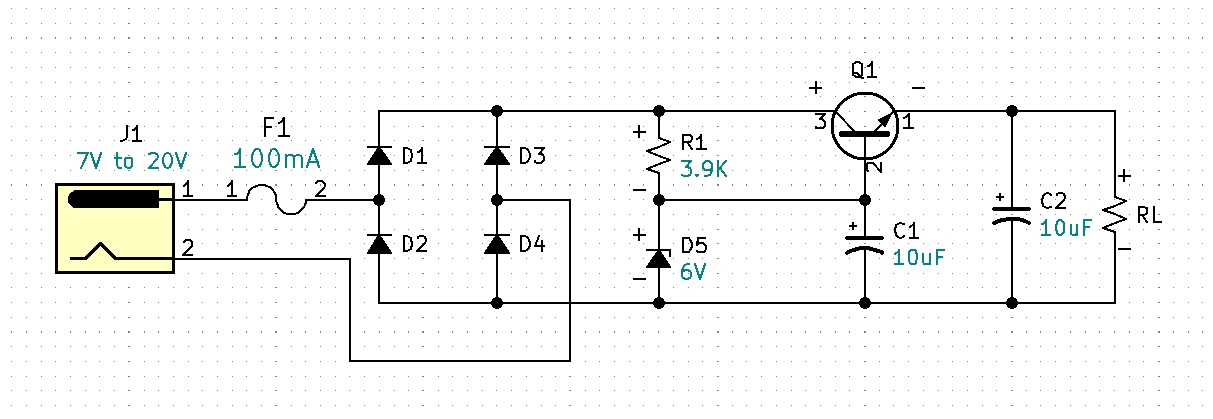 J1
7V to 20V
1
2
F1
100mA
1
2
D1
D2
D3
D4
+
R1
3.9K
−
+
D5
6V
−
Q1
+
−
3
1
2
+
C1
10uF
+
C2
10uF
+
RL
−